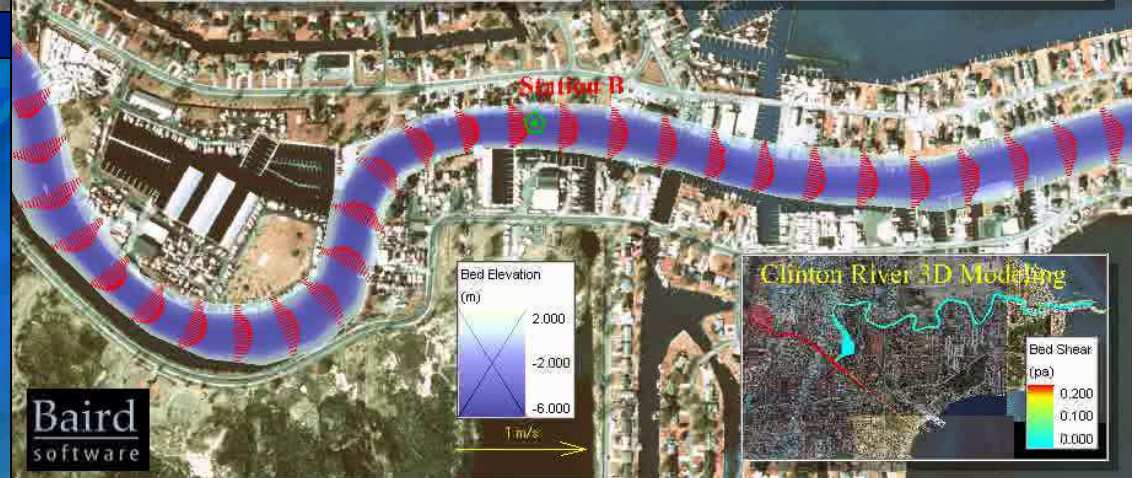 Station B
Bed Elevation
(m)
2.000
-2.000
-6.000
1 m/s
Clinton River 3D Modeling
Bed Shear
(pa)
0.200
0.100
0.000
Baird
software